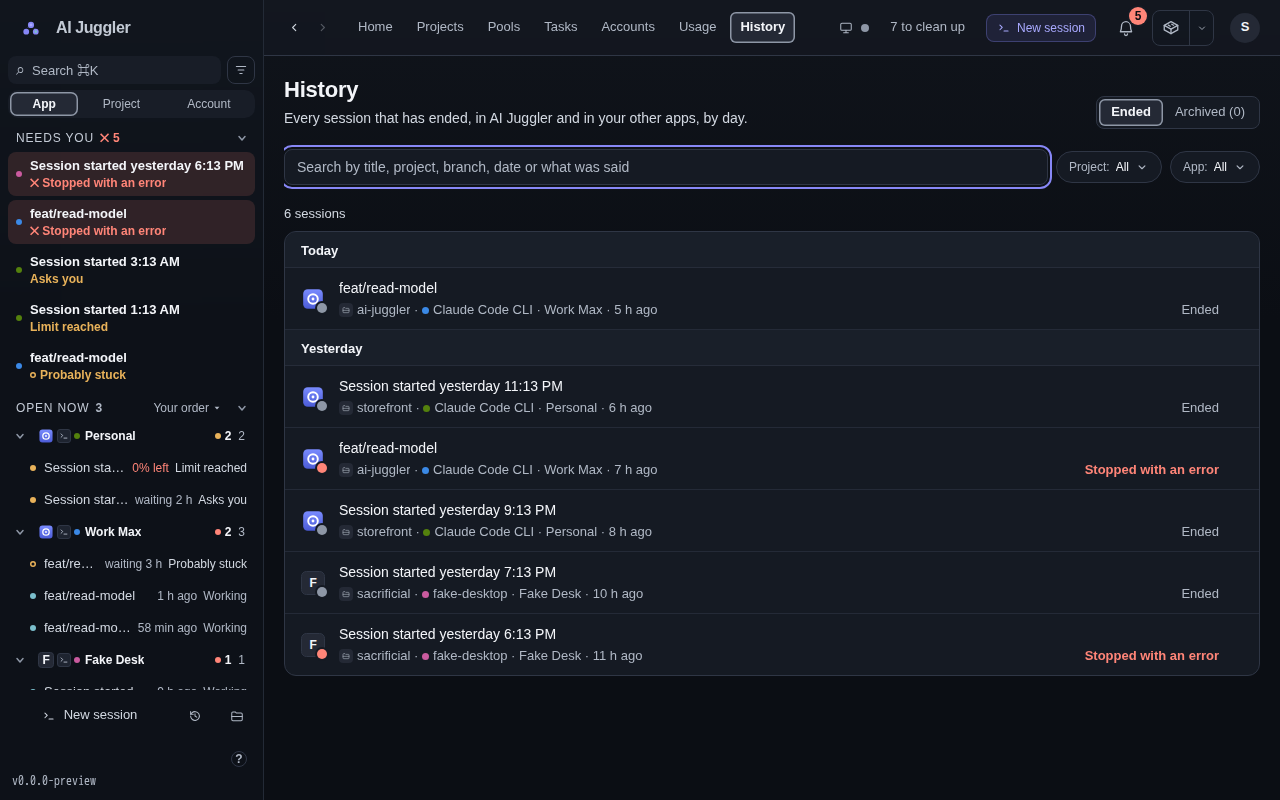 AI Juggler
Search ⌘K
App
Project
Account
NEEDS YOU 5
Session started yesterday 6:13 PM
Stopped with an error
feat/read-model
Stopped with an error
Session started 3:13 AM
Asks you
Session started 1:13 AM
Limit reached
feat/read-model
Probably stuck
OPEN NOW 3
Your order
Personal 2 2
Session sta… 0% left Limit reached
Session star… waiting 2 h Asks you
Work Max 2 3
feat/re… waiting 3 h Probably stuck
feat/read-model 1 h ago Working
feat/read-mo… 58 min ago Working
F Fake Desk 1 1
New session
?
v0.0.0-preview
Home
Projects
Pools
Tasks
Accounts
Usage
History
7 to clean up
New session
5
S
History
Every session that has ended, in AI Juggler and in your other apps, by day.
Ended
Archived (0)
Search by title, project, branch, date or what was said
Project: All
App: All
6 sessions
Today
feat/read-model
ai-juggler · Claude Code CLI · Work Max · 5 h ago
Ended
Yesterday
Session started yesterday 11:13 PM
storefront · Claude Code CLI · Personal · 6 h ago
Ended
feat/read-model
ai-juggler · Claude Code CLI · Work Max · 7 h ago
Stopped with an error
Session started yesterday 9:13 PM
storefront · Claude Code CLI · Personal · 8 h ago
Ended
F
Session started yesterday 7:13 PM
sacrificial · fake-desktop · Fake Desk · 10 h ago
Ended
F
Session started yesterday 6:13 PM
sacrificial · fake-desktop · Fake Desk · 11 h ago
Stopped with an error